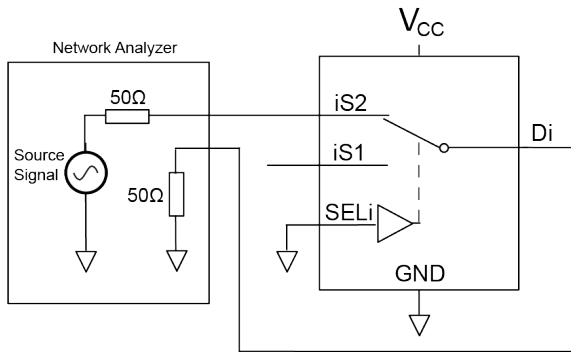 Network Analyzer
50Ω
Source
Signal
50Ω
VCC
iS2
iS1
SELi
GND
Di